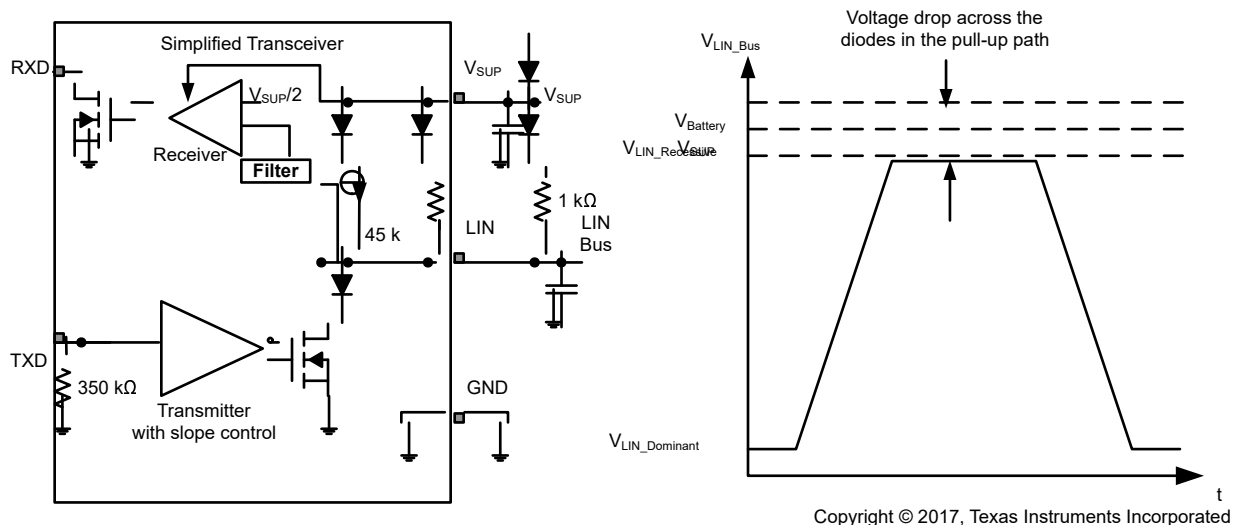 Simplified Transceiver
RXD
V_SUP/2
Receiver
Filter
V_SUP
V_SUP
45 k
LIN
1 kΩ
LIN
Bus
TXD
350 kΩ
Transmitter
with slope control
GND
Voltage drop across the
diodes in the pull-up path
V_LIN_Bus
V_Battery
V_SUP
V_LIN_Recessive
V_LIN_Dominant
t
Copyright © 2017, Texas Instruments Incorporated